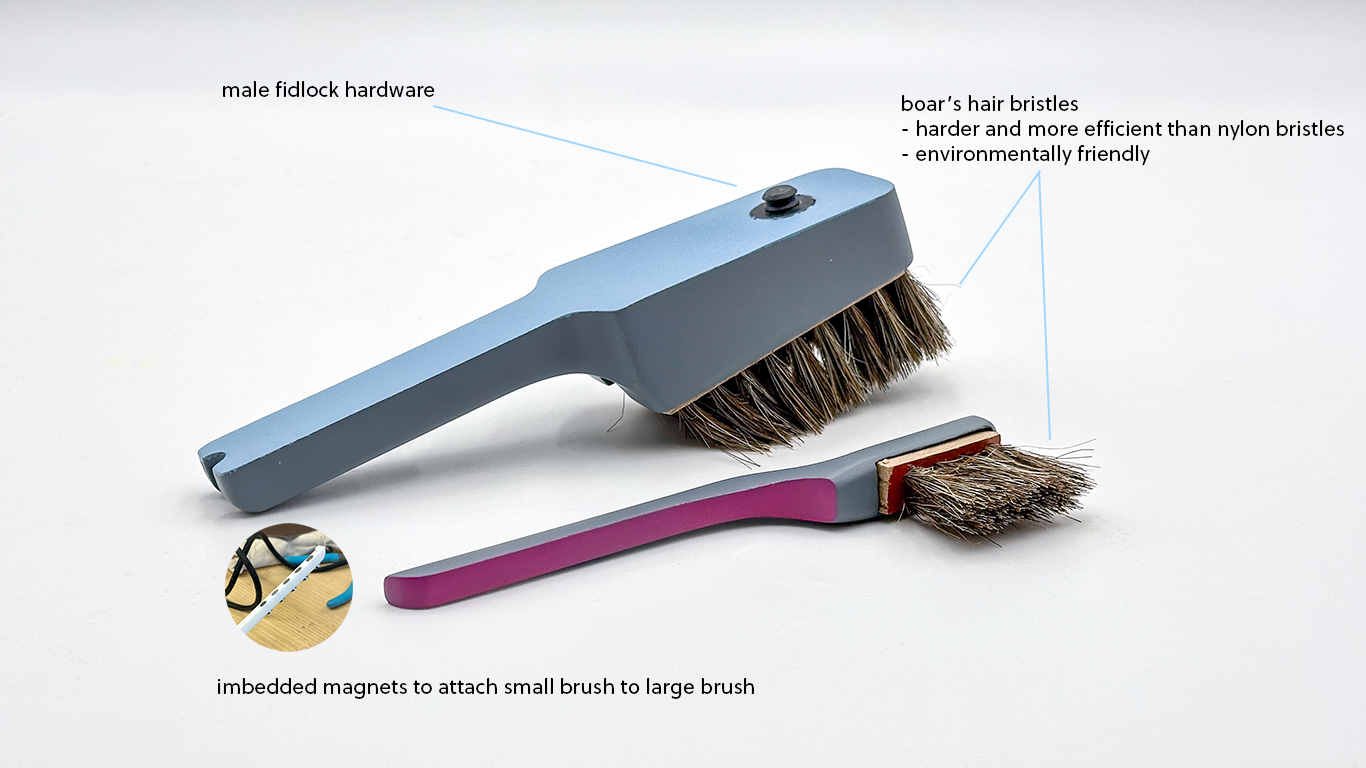 male fidlock hardware
boar's hair bristles
- harder and more efficient than nylon bristles
- environmentally friendly
imbedded magnets to attach small brush to large brush